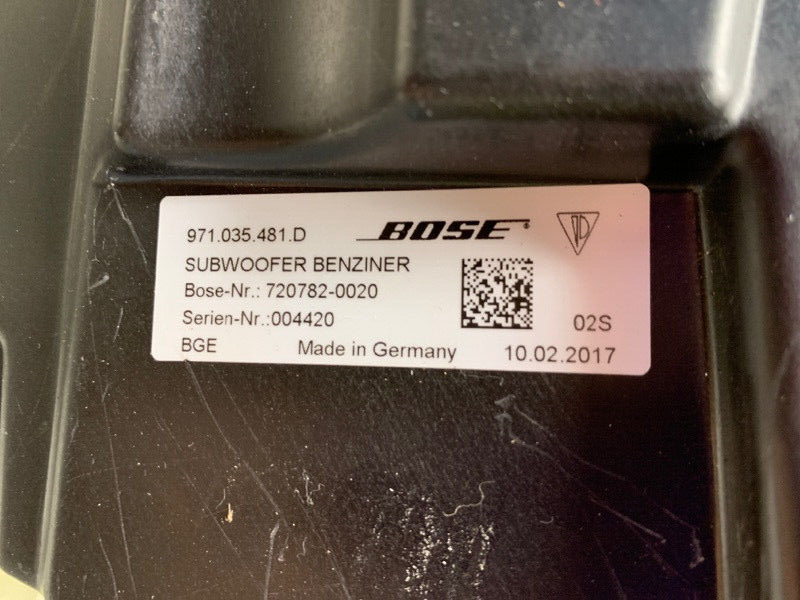 971.035.481.D
BOSE®
SUBWOOFER BENZINER
Bose-Nr.: 720782-0020
Serien-Nr.:004420
02S
BGE
Made in Germany
10.02.2017